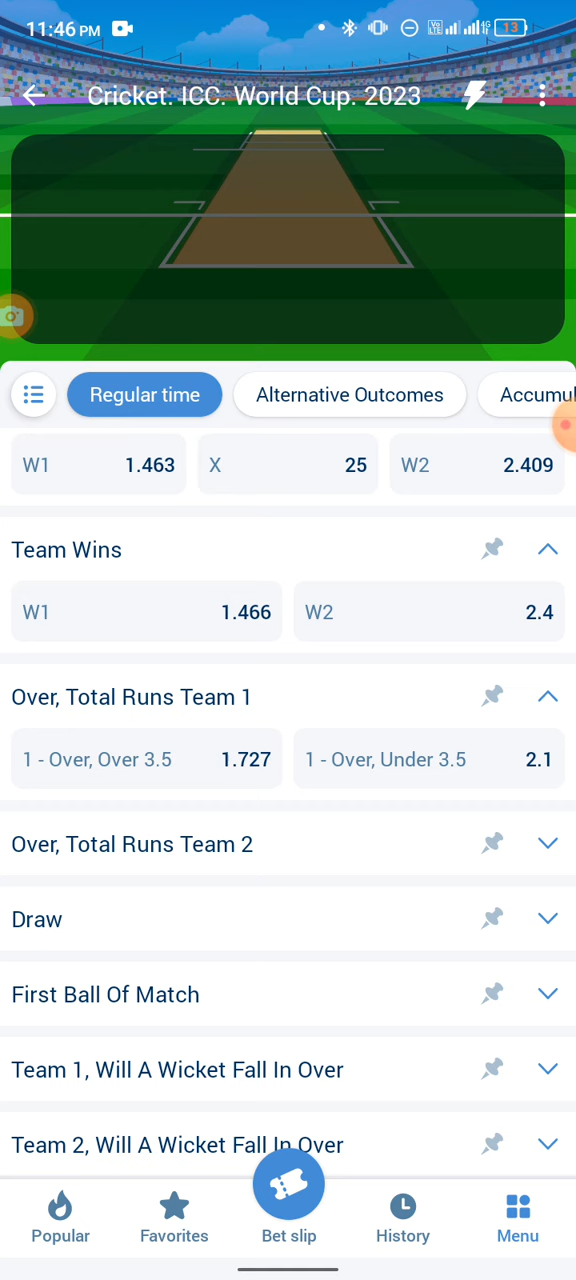 11:46 PM
Vo LTE 4G 13
Cricket. ICC. World Cup. 2023
Regular time
Alternative Outcomes
Accumul
W1 1.463
X 25
W2 2.409
Team Wins
W1 1.466
W2 2.4
Over, Total Runs Team 1
1 - Over, Over 3.5 1.727
1 - Over, Under 3.5 2.1
Over, Total Runs Team 2
Draw
First Ball Of Match
Team 1, Will A Wicket Fall In Over
Team 2, Will A Wicket Fall In Over
Popular
Favorites
Bet slip
History
Menu